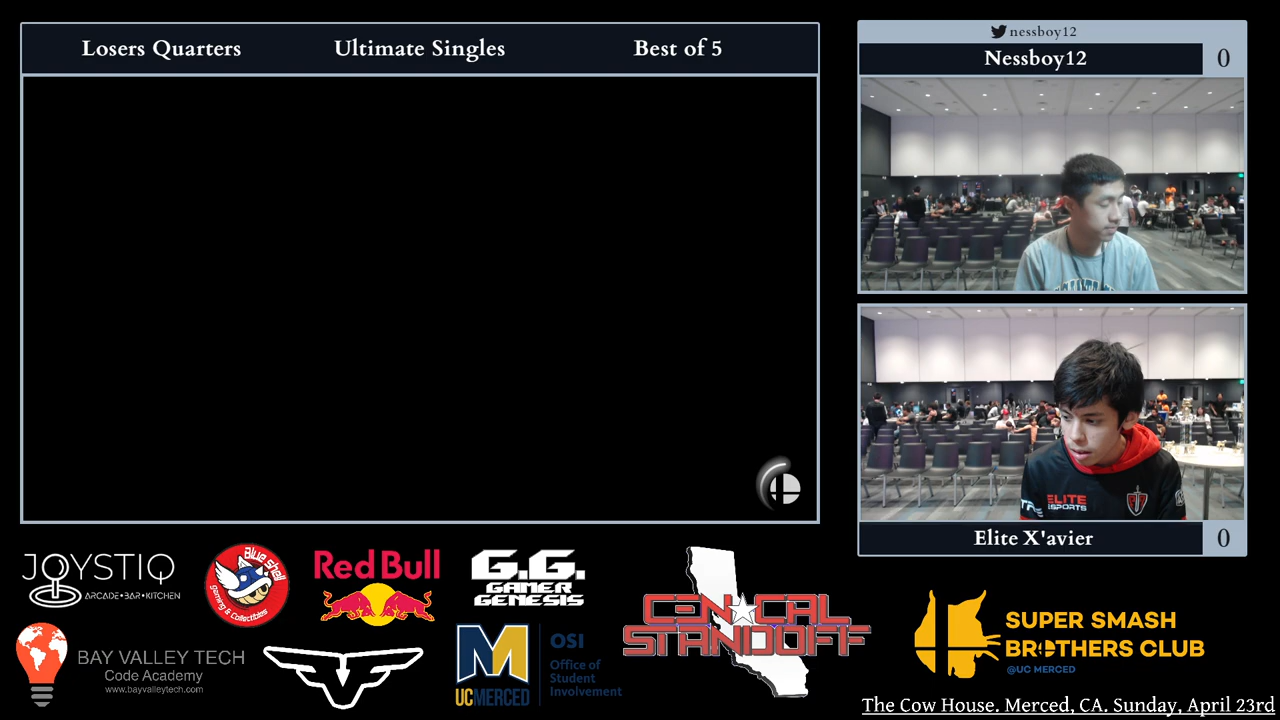 Losers Quarters
Ultimate Singles
Best of 5
nessboy12
Nessboy12
0
ELITE
ESPORTS
Elite X'avier
0
JOYSTIQ
ARCADE•BAR•KITCHEN
Blue Shell
gaming & Collectibles
Red Bull
G.G.
GAMER
GENESIS
CEN CAL
STANDOFF
SUPER SMASH
BROTHERS CLUB
@UC MERCED
BAY VALLEY TECH
Code Academy
www.bayvalleytech.com
M
UCMERCED
OSI
Office of
Student
Involvement
The Cow House. Merced, CA. Sunday, April 23rd